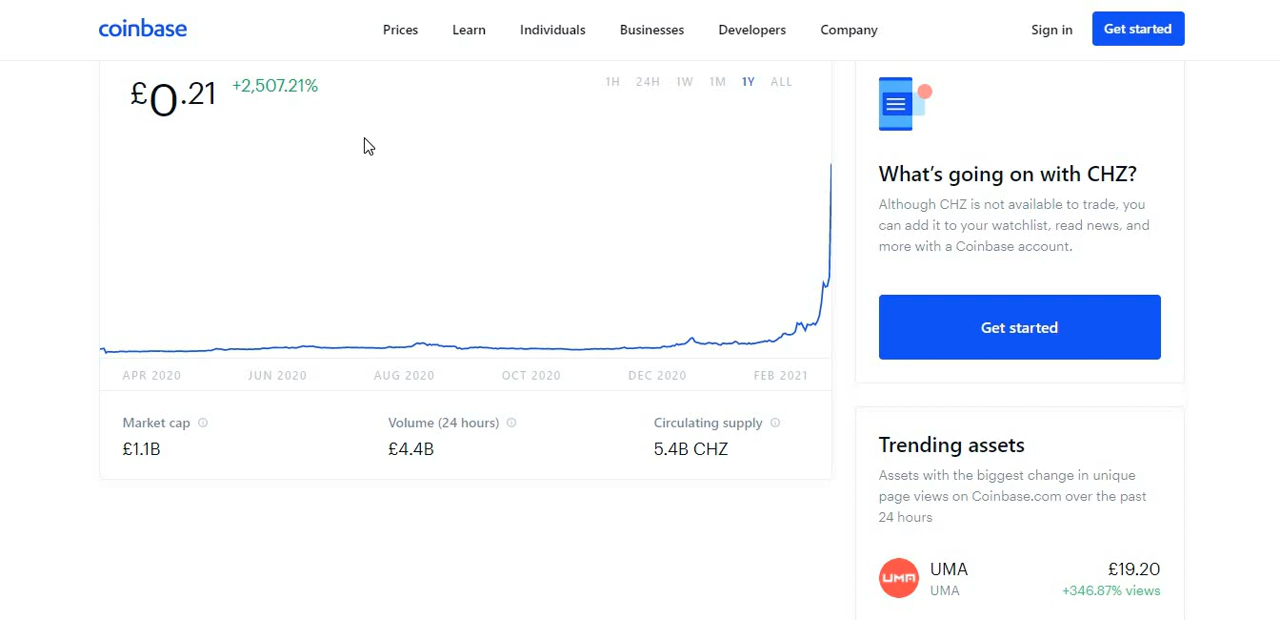 coinbase
Prices
Learn
Individuals
Businesses
Developers
Company
Sign in
Get started
£0.21
+2,507.21%
1H
24H
1W
1M
1Y
ALL
APR 2020
JUN 2020
AUG 2020
OCT 2020
DEC 2020
FEB 2021
Market cap
£1.1B
Volume (24 hours)
£4.4B
Circulating supply
5.4B CHZ
What's going on with CHZ?
Although CHZ is not available to trade, you
can add it to your watchlist, read news, and
more with a Coinbase account.
Get started
Trending assets
Assets with the biggest change in unique
page views on Coinbase.com over the past
24 hours
UMA
UMA
UMA
£19.20
+346.87% views